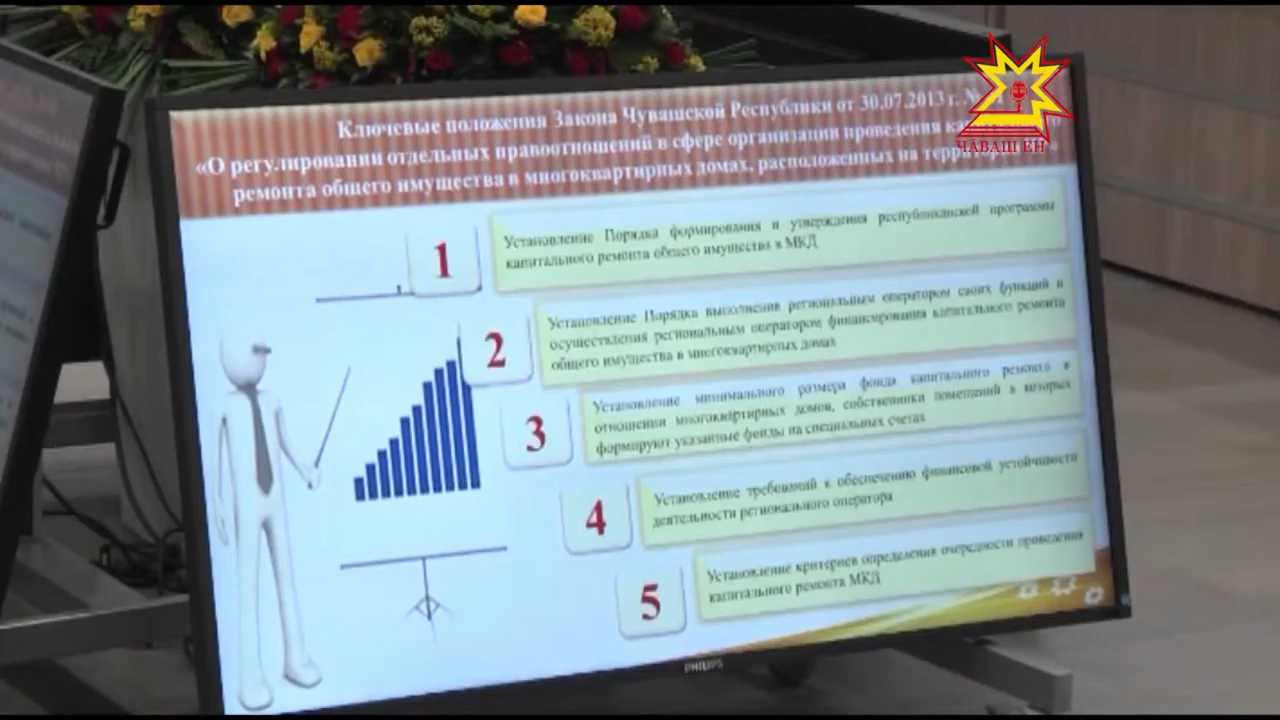 Ключевые положения Закона Чувашской Республики от 30.07.2013 г. №
«О регулировании отдельных правоотношений в сфере организации проведения
ремонта общего имущества в многоквартирных домах, расположенных на
ЧАВАШ ЕН
1
Установление Порядка формирования и утверждения республиканской программы
капитального ремонта общего имущества в МКД
2
Установление Порядка выполнения региональным оператором своих функций и
осуществления региональным оператором финансирования капитального ремонта
общего имущества в многоквартирных домах
3
Установление минимального размера фонда капитального ремонта в
отношении многоквартирных домов, собственники помещений в которых
формируют указанные фонды на специальных счетах
4
Установление требований к обеспечению финансовой устойчивости
деятельности регионального оператора
5
Установление критериев определения очередности проведения
капитального ремонта МКД
PHILIPS